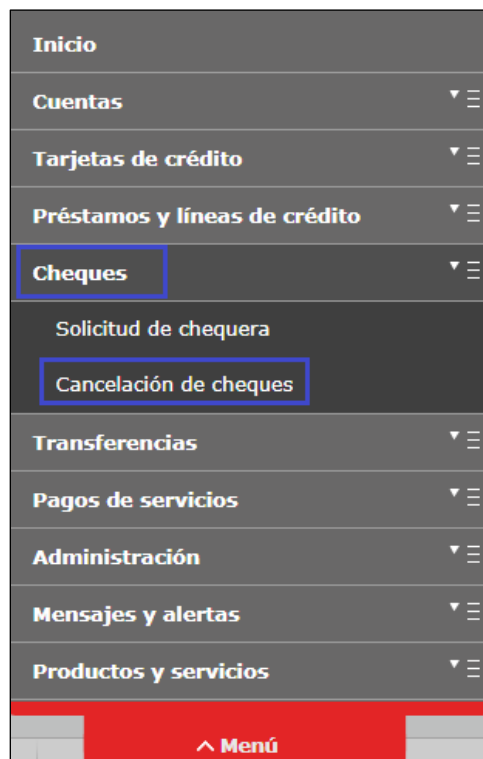 Inicio
Cuentas
Tarjetas de crédito
Préstamos y líneas de crédito
Cheques
Solicitud de chequera
Cancelación de cheques
Transferencias
Pagos de servicios
Administración
Mensajes y alertas
Productos y servicios
Menú